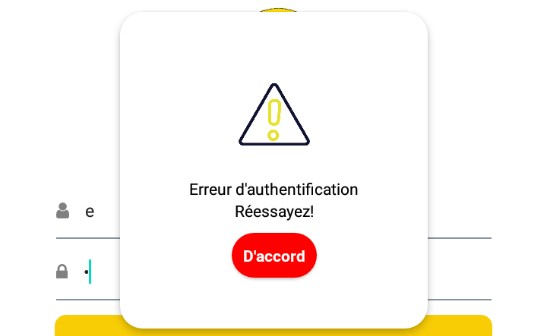 Erreur d'authentification
Réessayez!
e
D'accord
•